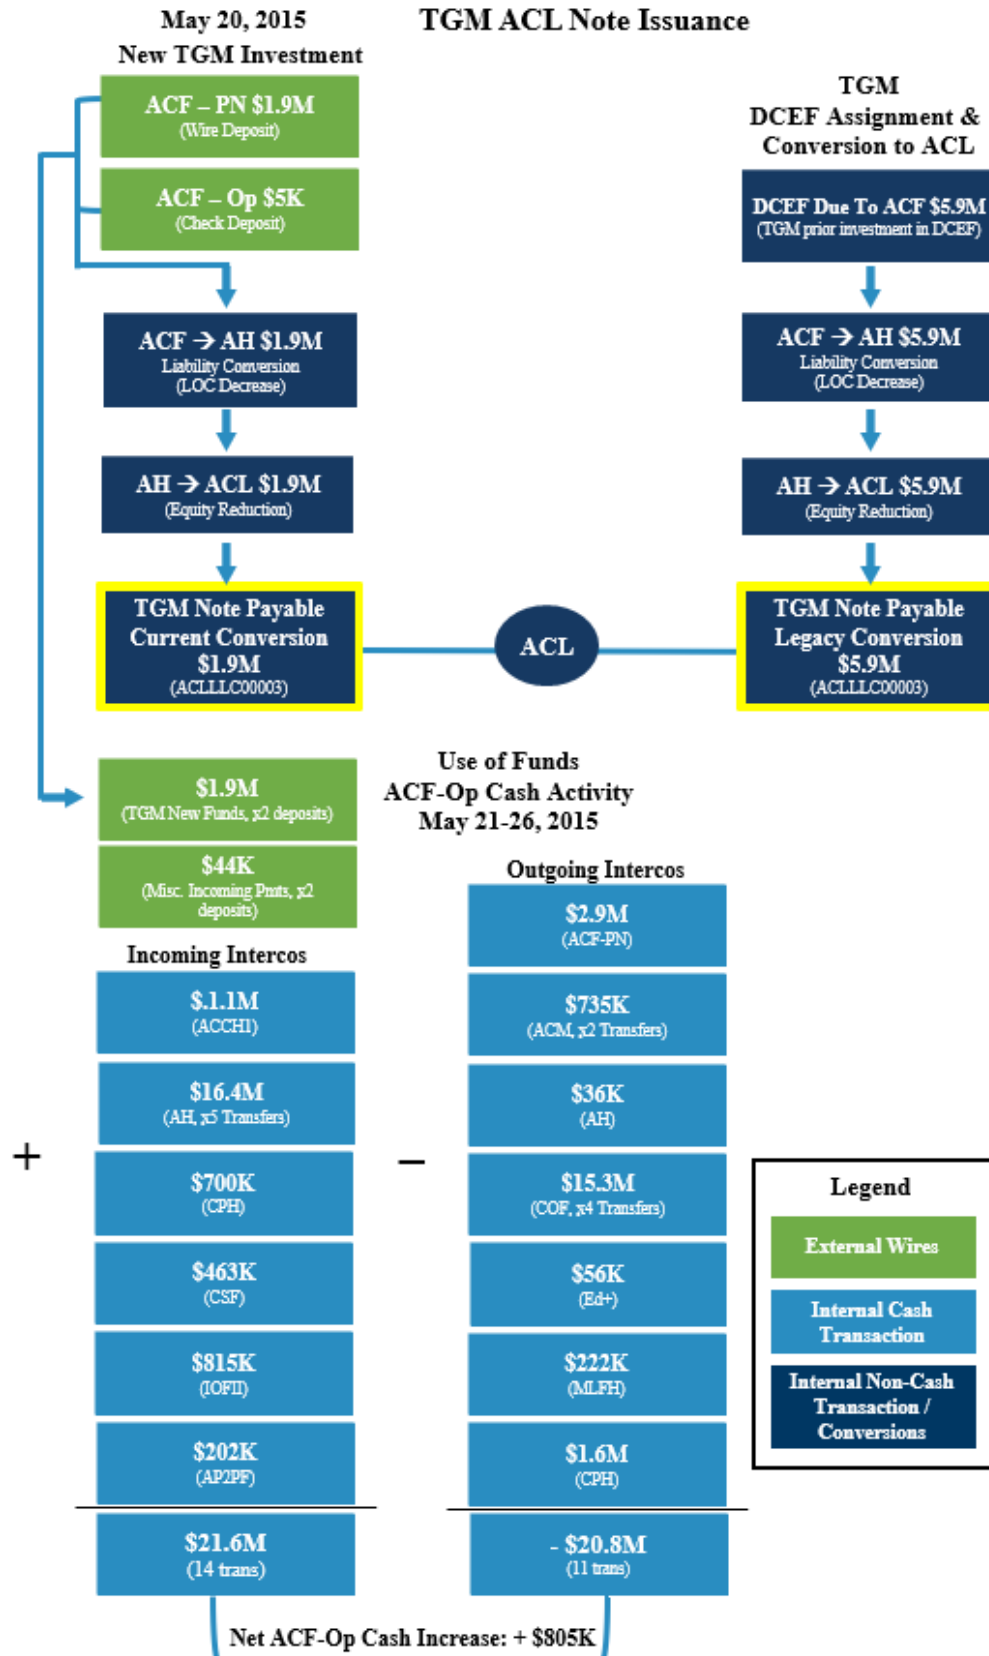 TGM ACL Note Issuance
May 20, 2015
New TGM Investment
ACF – PN $1.9M
(Wire Deposit)
ACF – Op $5K
(Check Deposit)
ACF → AH $1.9M
Liability Conversion
(LOC Decrease)
AH → ACL $1.9M
(Equity Reduction)
TGM Note Payable
Current Conversion
$1.9M
(ACLLLC00003)
TGM
DCEF Assignment &
Conversion to ACL
DCEF Due To ACF $5.9M
(TGM prior investment in DCEF)
ACF → AH $5.9M
Liability Conversion
(LOC Decrease)
AH → ACL $5.9M
(Equity Reduction)
TGM Note Payable
Legacy Conversion
$5.9M
(ACLLLC00003)
ACL
Use of Funds
ACF-Op Cash Activity
May 21-26, 2015
$1.9M
(TGM New Funds, x2 deposits)
$44K
(Misc. Incoming Pmts, x2
deposits)
Incoming Intercos
$.1.1M
(ACCH1)
$16.4M
(AH, x5 Transfers)
+
$700K
(CPH)
$463K
(CSF)
$815K
(IOFII)
$202K
(AP2PF)
$21.6M
(14 trans)
Outgoing Intercos
$2.9M
(ACF-PN)
$735K
(ACM, x2 Transfers)
$36K
(AH)
–
$15.3M
(COF, x4 Transfers)
$56K
(Ed+)
$222K
(MLFH)
$1.6M
(CPH)
- $20.8M
(11 trans)
Net ACF-Op Cash Increase: + $805K
Legend
External Wires
Internal Cash
Transaction
Internal Non-Cash
Transaction /
Conversions